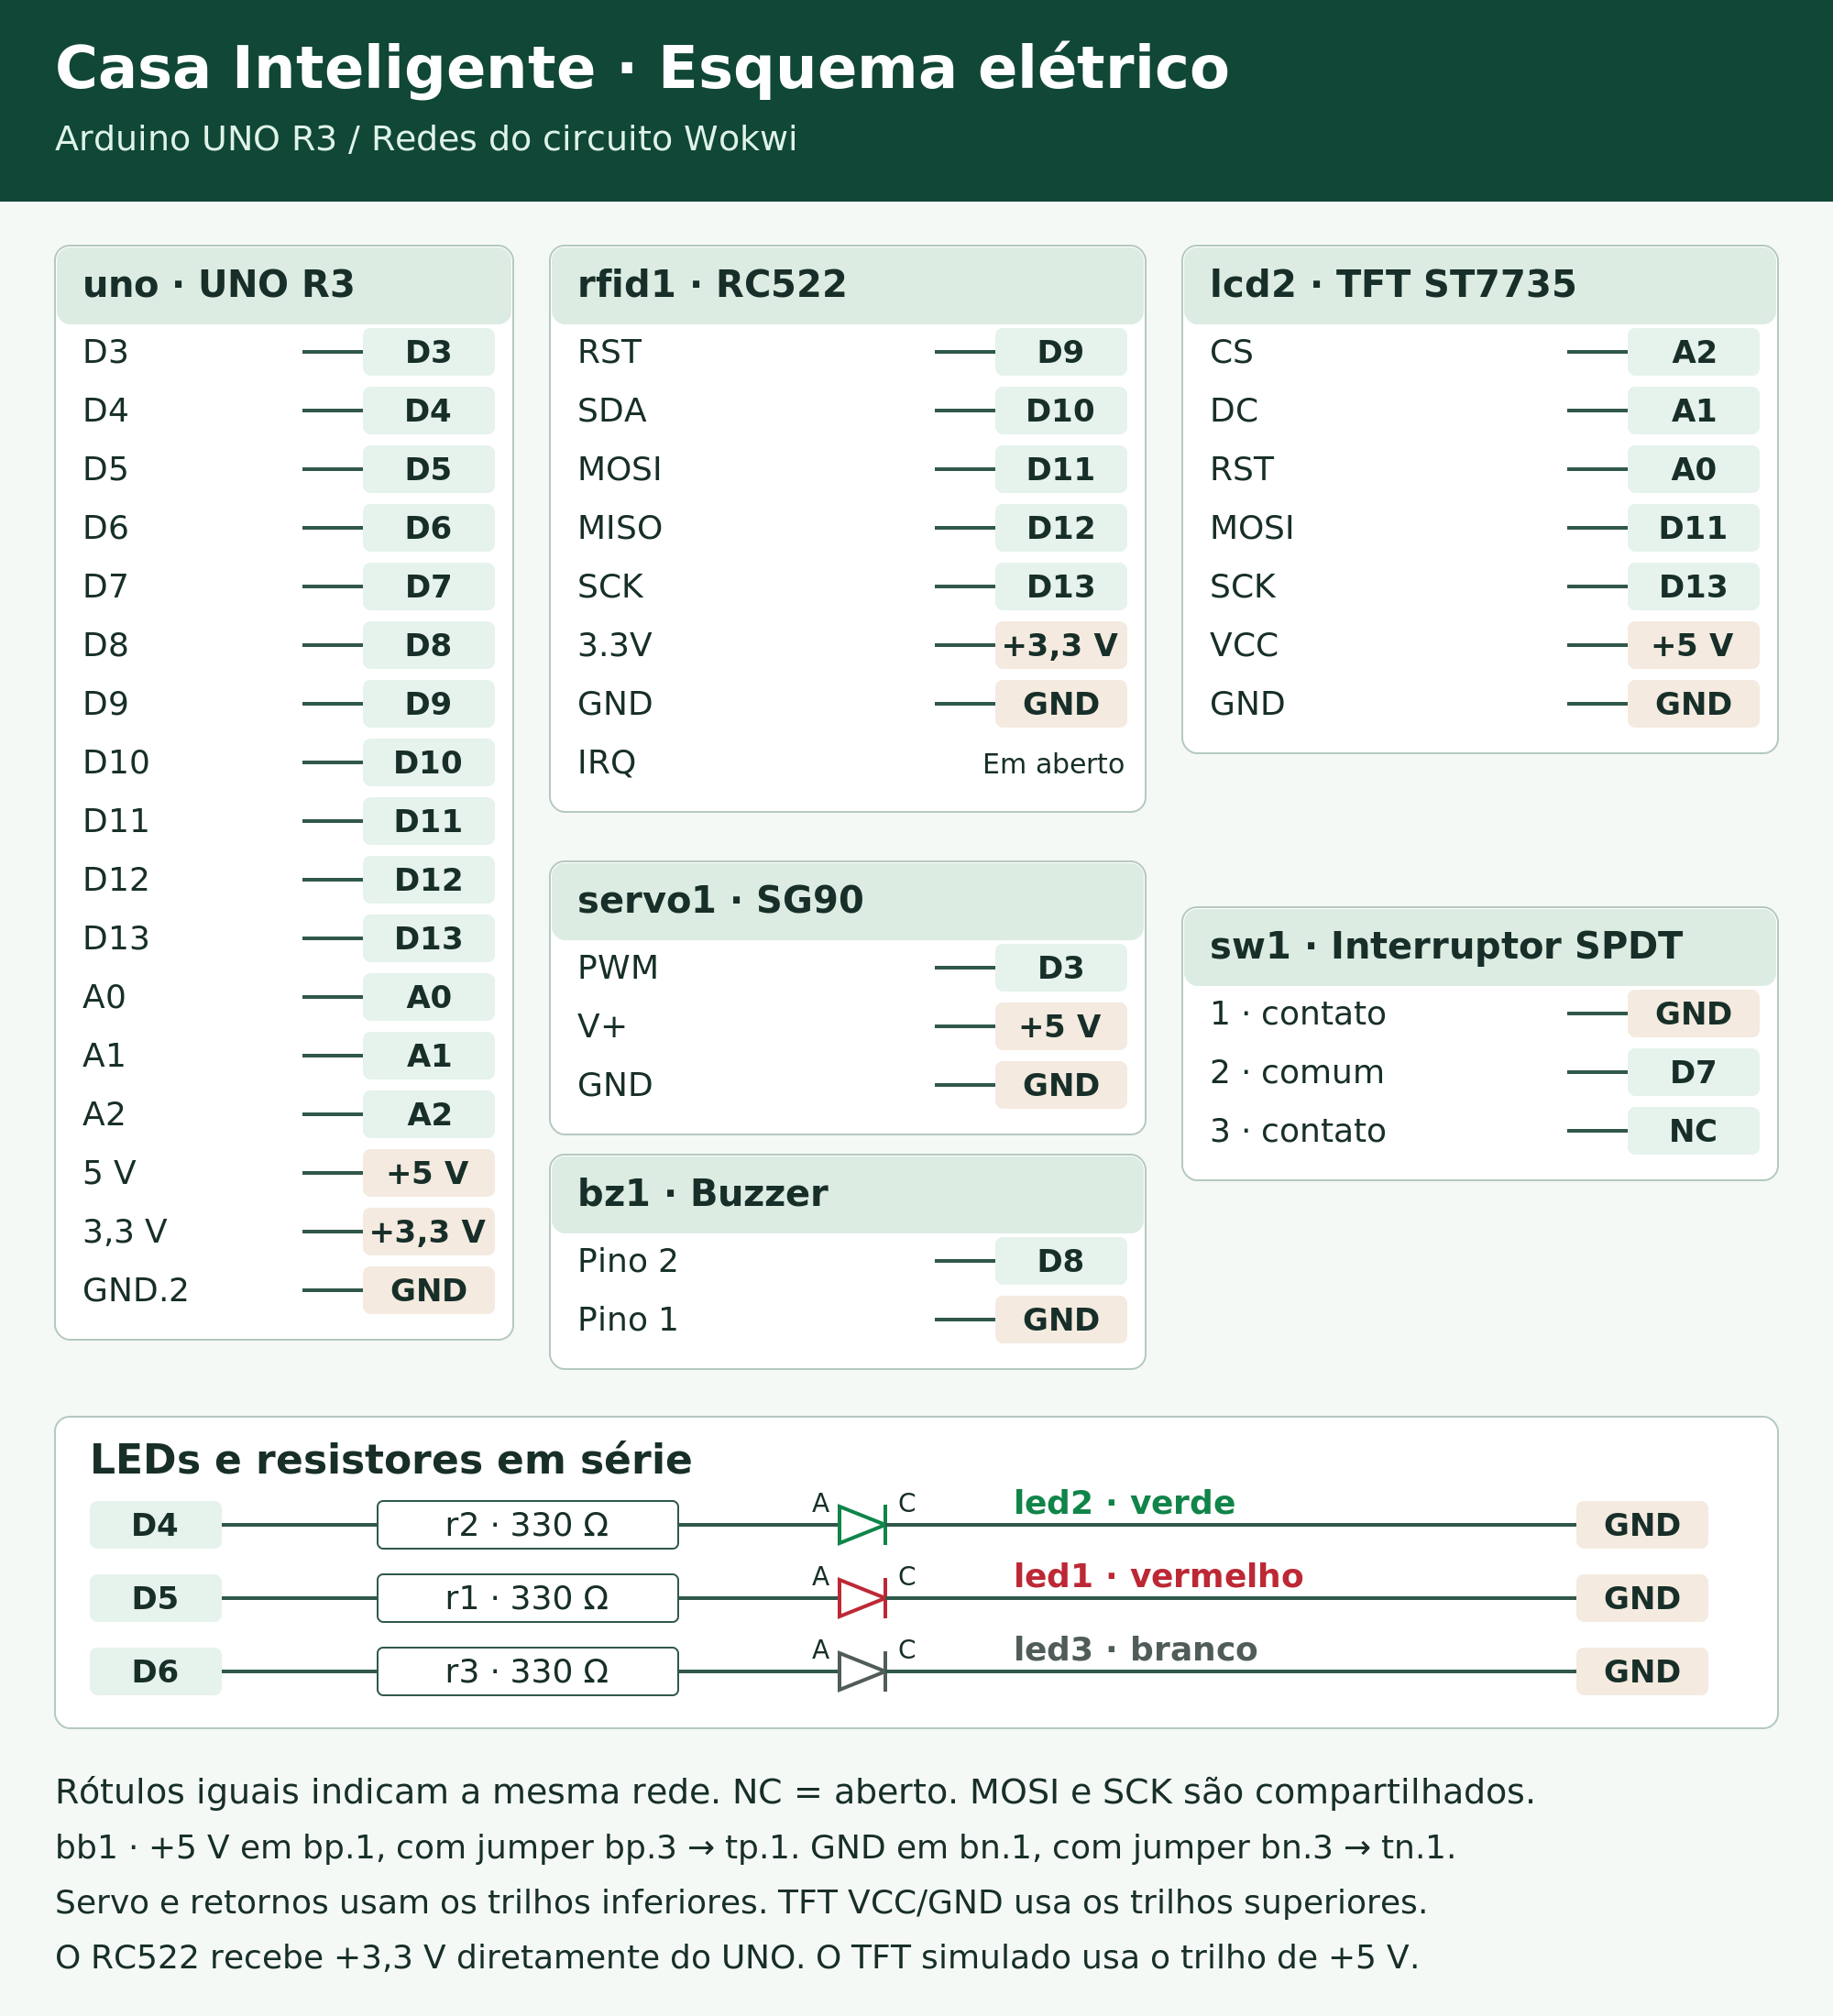 Casa Inteligente · Esquema elétrico
Arduino UNO R3 / Redes do circuito Wokwi
uno · UNO R3
D3 D3
D4 D4
D5 D5
D6 D6
D7 D7
D8 D8
D9 D9
D10 D10
D11 D11
D12 D12
D13 D13
A0 A0
A1 A1
A2 A2
5 V +5 V
3,3 V +3,3 V
GND.2 GND
rfid1 · RC522
RST D9
SDA D10
MOSI D11
MISO D12
SCK D13
3.3V +3,3 V
GND GND
IRQ Em aberto
servo1 · SG90
PWM D3
V+ +5 V
GND GND
bz1 · Buzzer
Pino 2 D8
Pino 1 GND
lcd2 · TFT ST7735
CS A2
DC A1
RST A0
MOSI D11
SCK D13
VCC +5 V
GND GND
sw1 · Interruptor SPDT
1 · contato GND
2 · comum D7
3 · contato NC
LEDs e resistores em série
D4 r2 · 330 Ω A C led2 · verde GND
D5 r1 · 330 Ω A C led1 · vermelho GND
D6 r3 · 330 Ω A C led3 · branco GND
Rótulos iguais indicam a mesma rede. NC = aberto. MOSI e SCK são compartilhados.
bb1 · +5 V em bp.1, com jumper bp.3 → tp.1. GND em bn.1, com jumper bn.3 → tn.1.
Servo e retornos usam os trilhos inferiores. TFT VCC/GND usa os trilhos superiores.
O RC522 recebe +3,3 V diretamente do UNO. O TFT simulado usa o trilho de +5 V.